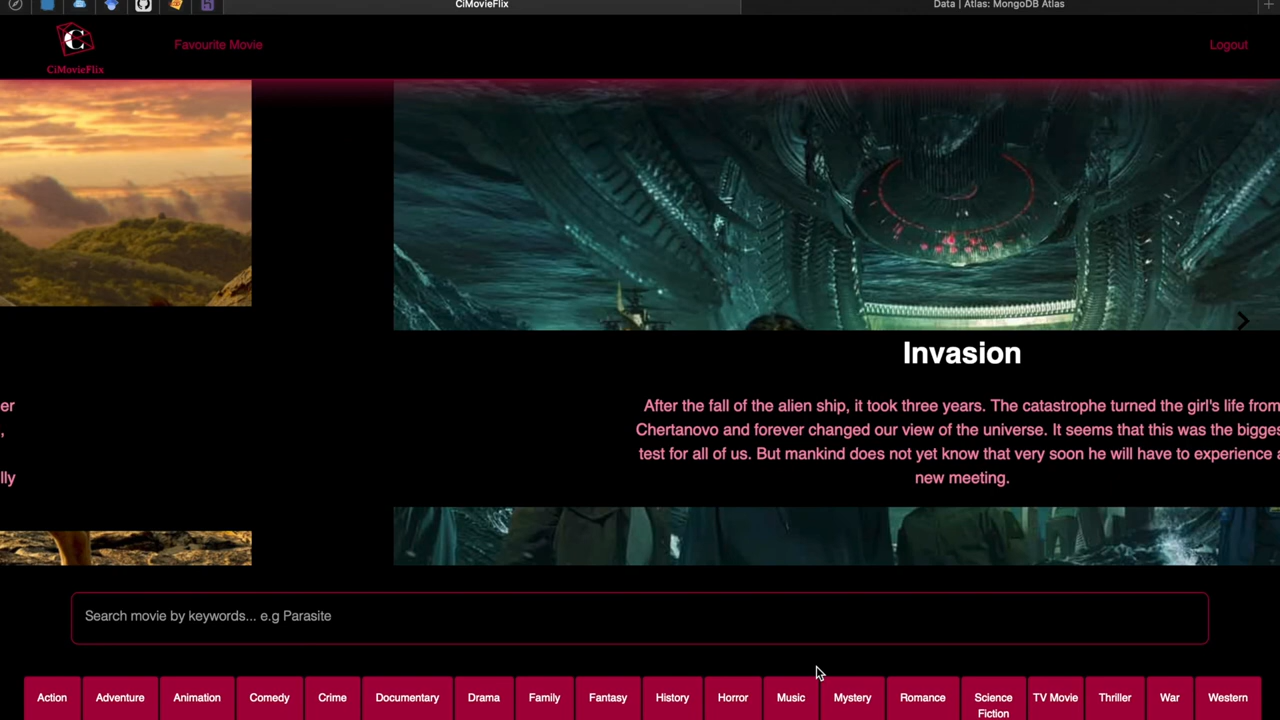 CiMovieFlix
Data | Atlas: MongoDB Atlas
C
CiMovieFlix
Favourite Movie
Logout
er
,
lly
Invasion
After the fall of the alien ship, it took three years. The catastrophe turned the girl's life from
Chertanovo and forever changed our view of the universe. It seems that this was the bigges
test for all of us. But mankind does not yet know that very soon he will have to experience a
new meeting.
Search movie by keywords... e.g Parasite
Action
Adventure
Animation
Comedy
Crime
Documentary
Drama
Family
Fantasy
History
Horror
Music
Mystery
Romance
Science
Fiction
TV Movie
Thriller
War
Western